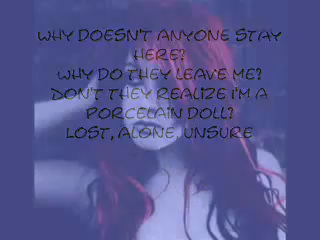 WHY DOESN'T ANYONE STAY
HERE?
WHY DO THEY LEAVE ME?
DON'T THEY REALIZE I'M A
PORCELAIN DOLL?
LOST, ALONE, UNSURE